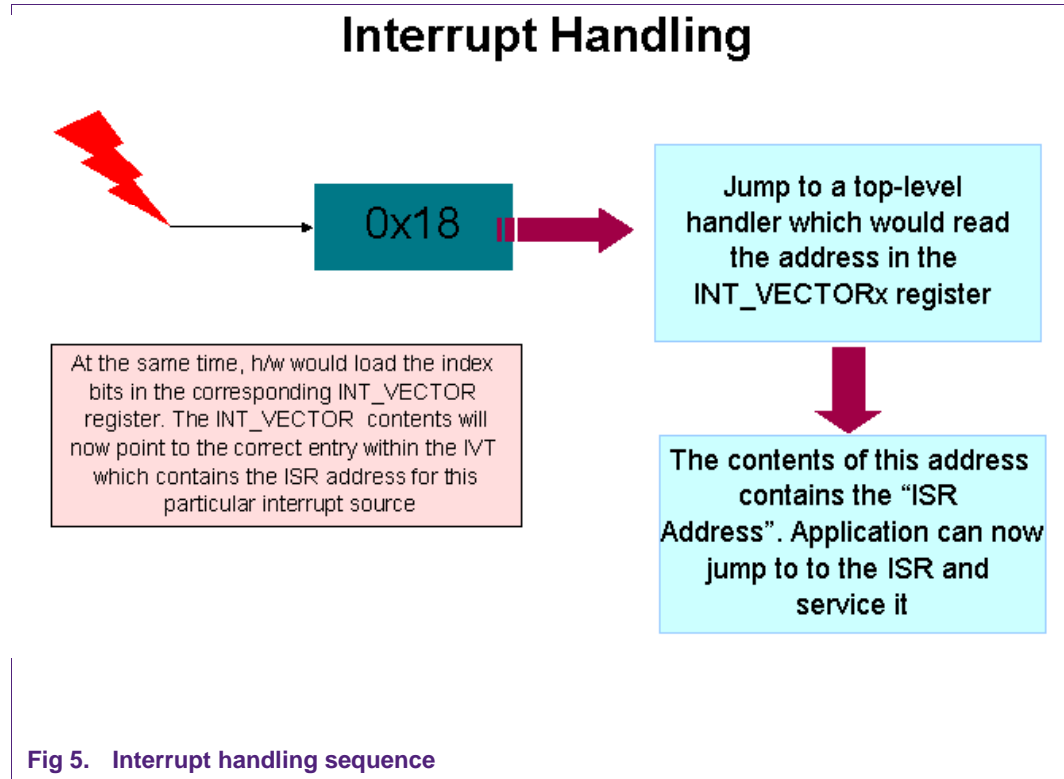 Interrupt Handling
0x18
Jump to a top-level
handler which would read
the address in the
INT_VECTORx register
At the same time, h/w would load the index
bits in the corresponding INT_VECTOR
register. The INT_VECTOR contents will
now point to the correct entry within the IVT
which contains the ISR address for this
particular interrupt source
The contents of this address
contains the “ISR
Address”. Application can now
jump to to the ISR and
service it
Fig 5. Interrupt handling sequence